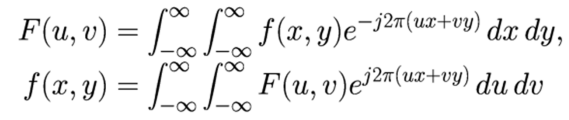 F(u, v) = ∫_{-∞}^{∞} ∫_{-∞}^{∞} f(x, y)e^{-j2π(ux+vy)} dx dy,
f(x, y) = ∫_{-∞}^{∞} ∫_{-∞}^{∞} F(u, v)e^{j2π(ux+vy)} du dv